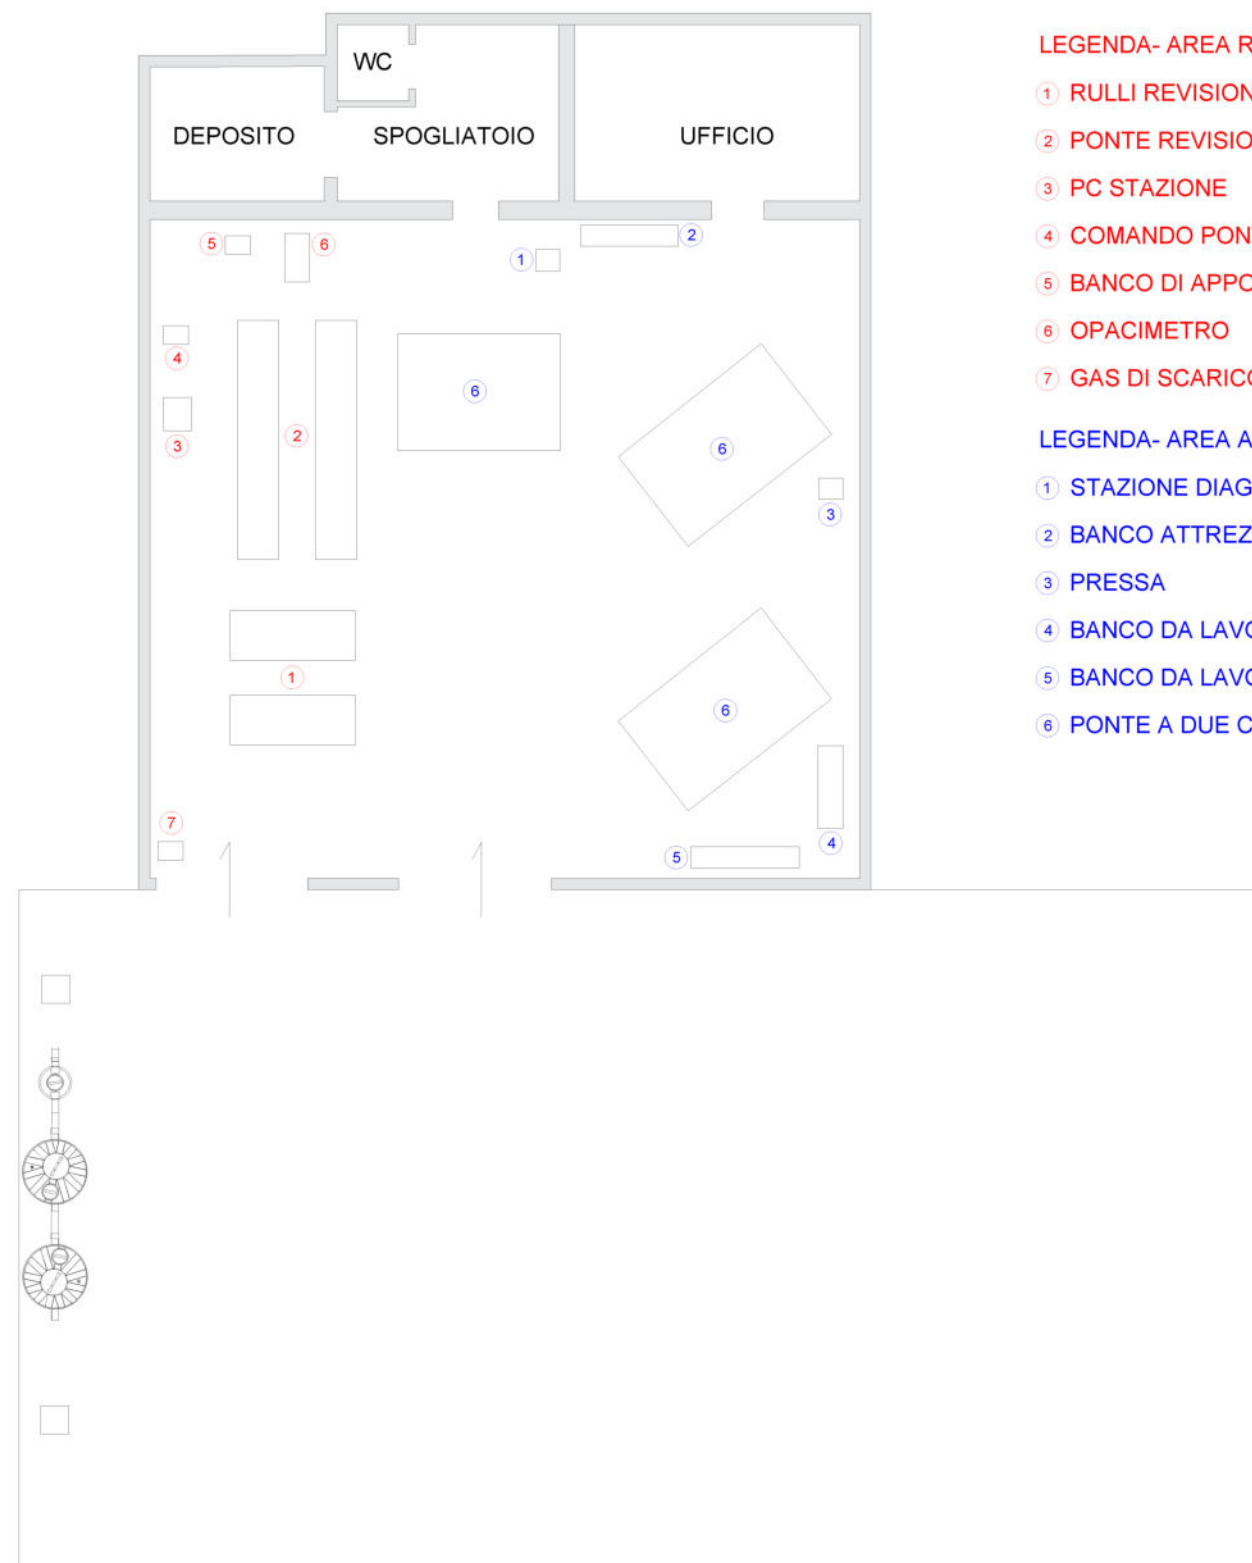 WC
DEPOSITO
SPOGLIATOIO
UFFICIO
5
6
1
2
4
3
2
6
6
3
1
6
7
5
4
LEGENDA- AREA R
1 RULLI REVISION
2 PONTE REVISIO
3 PC STAZIONE
4 COMANDO PON
5 BANCO DI APPO
6 OPACIMETRO
7 GAS DI SCARICO
LEGENDA- AREA A
1 STAZIONE DIAG
2 BANCO ATTREZ
3 PRESSA
4 BANCO DA LAVO
5 BANCO DA LAVO
6 PONTE A DUE C